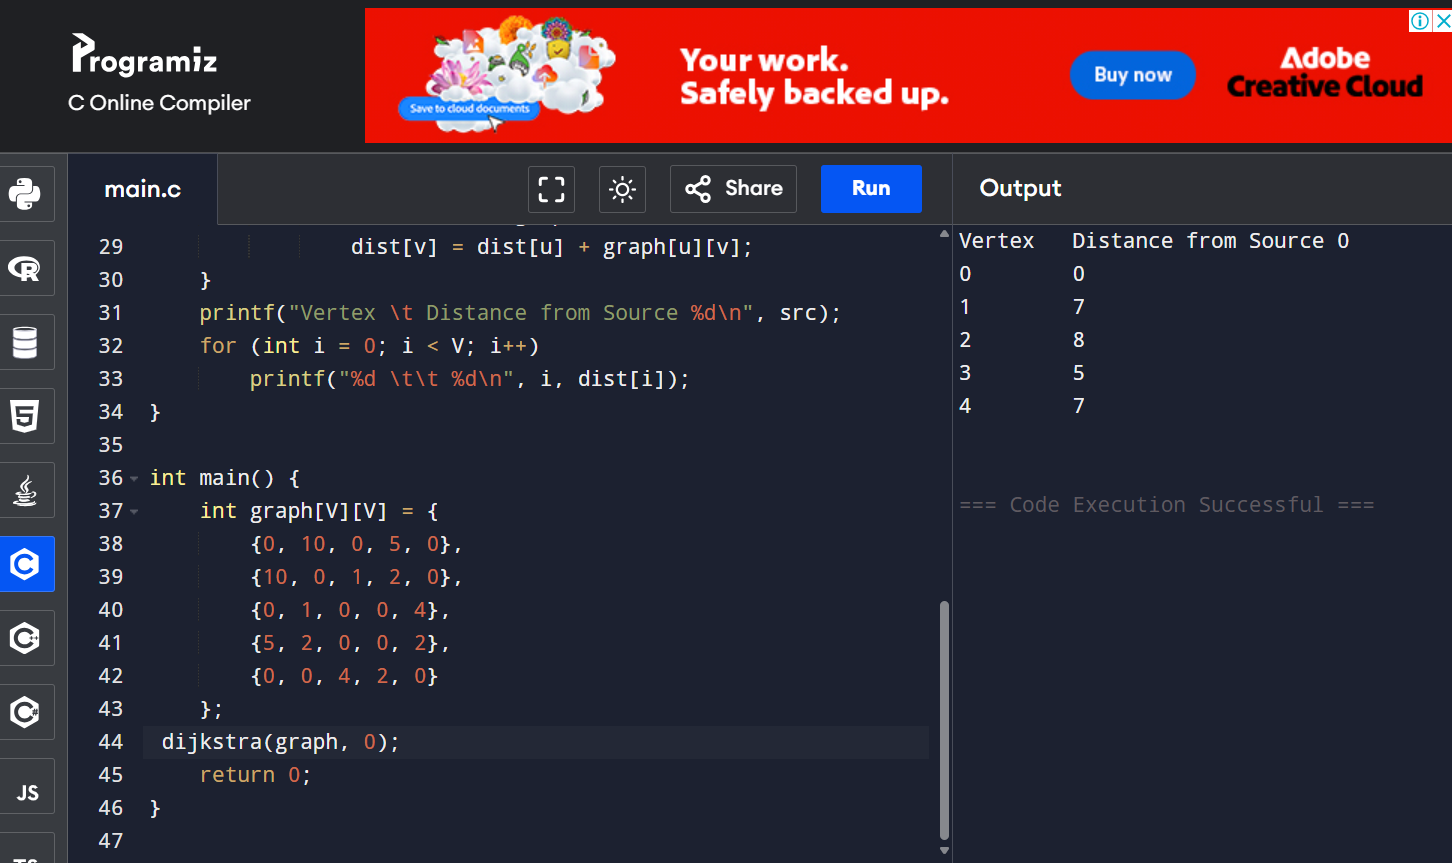 Programiz
C Online Compiler
Save to cloud documents
Your work.
Safely backed up.
Buy now
Adobe
Creative Cloud
main.c
Share
Run
Output
29 dist[v] = dist[u] + graph[u][v];
30 }
31 printf("Vertex \t Distance from Source %d\n", src);
32 for (int i = 0; i < V; i++)
33 printf("%d \t\t %d\n", i, dist[i]);
34 }
35
36 int main() {
37 int graph[V][V] = {
38 {0, 10, 0, 5, 0},
39 {10, 0, 1, 2, 0},
40 {0, 1, 0, 0, 4},
41 {5, 2, 0, 0, 2},
42 {0, 0, 4, 2, 0}
43 };
44 dijkstra(graph, 0);
45 return 0;
46 }
47
Vertex Distance from Source 0
0 0
1 7
2 8
3 5
4 7
=== Code Execution Successful ===
R
5
C
C++
C#
JS